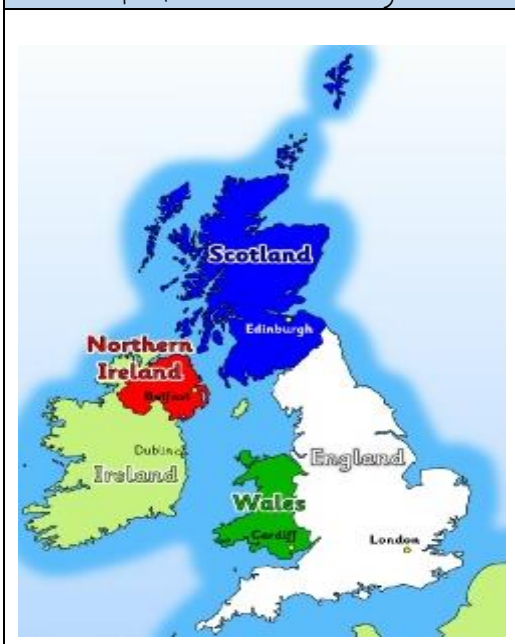 Scotland
Edinburgh
Northern
Ireland
Belfast
Dublin
Ireland
England
Wales
Cardiff
London